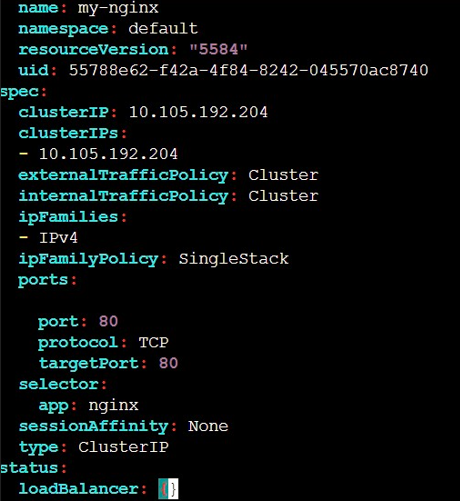 name: my-nginx
namespace: default
resourceVersion: "5584"
uid: 55788e62-f42a-4f84-8242-045570ac8740
spec:
clusterIP: 10.105.192.204
clusterIPs:
- 10.105.192.204
externalTrafficPolicy: Cluster
internalTrafficPolicy: Cluster
ipFamilies:
- IPv4
ipFamilyPolicy: SingleStack
ports:
port: 80
protocol: TCP
targetPort: 80
selector:
app: nginx
sessionAffinity: None
type: ClusterIP
status:
loadBalancer: {}